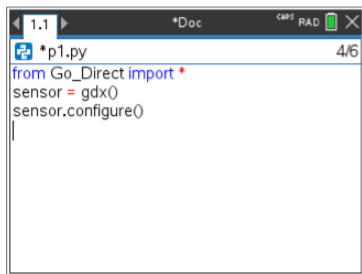 1.1 *Doc CAPS RAD
*p1.py 4/6
from Go_Direct import *
sensor = gdx()
sensor.configure()